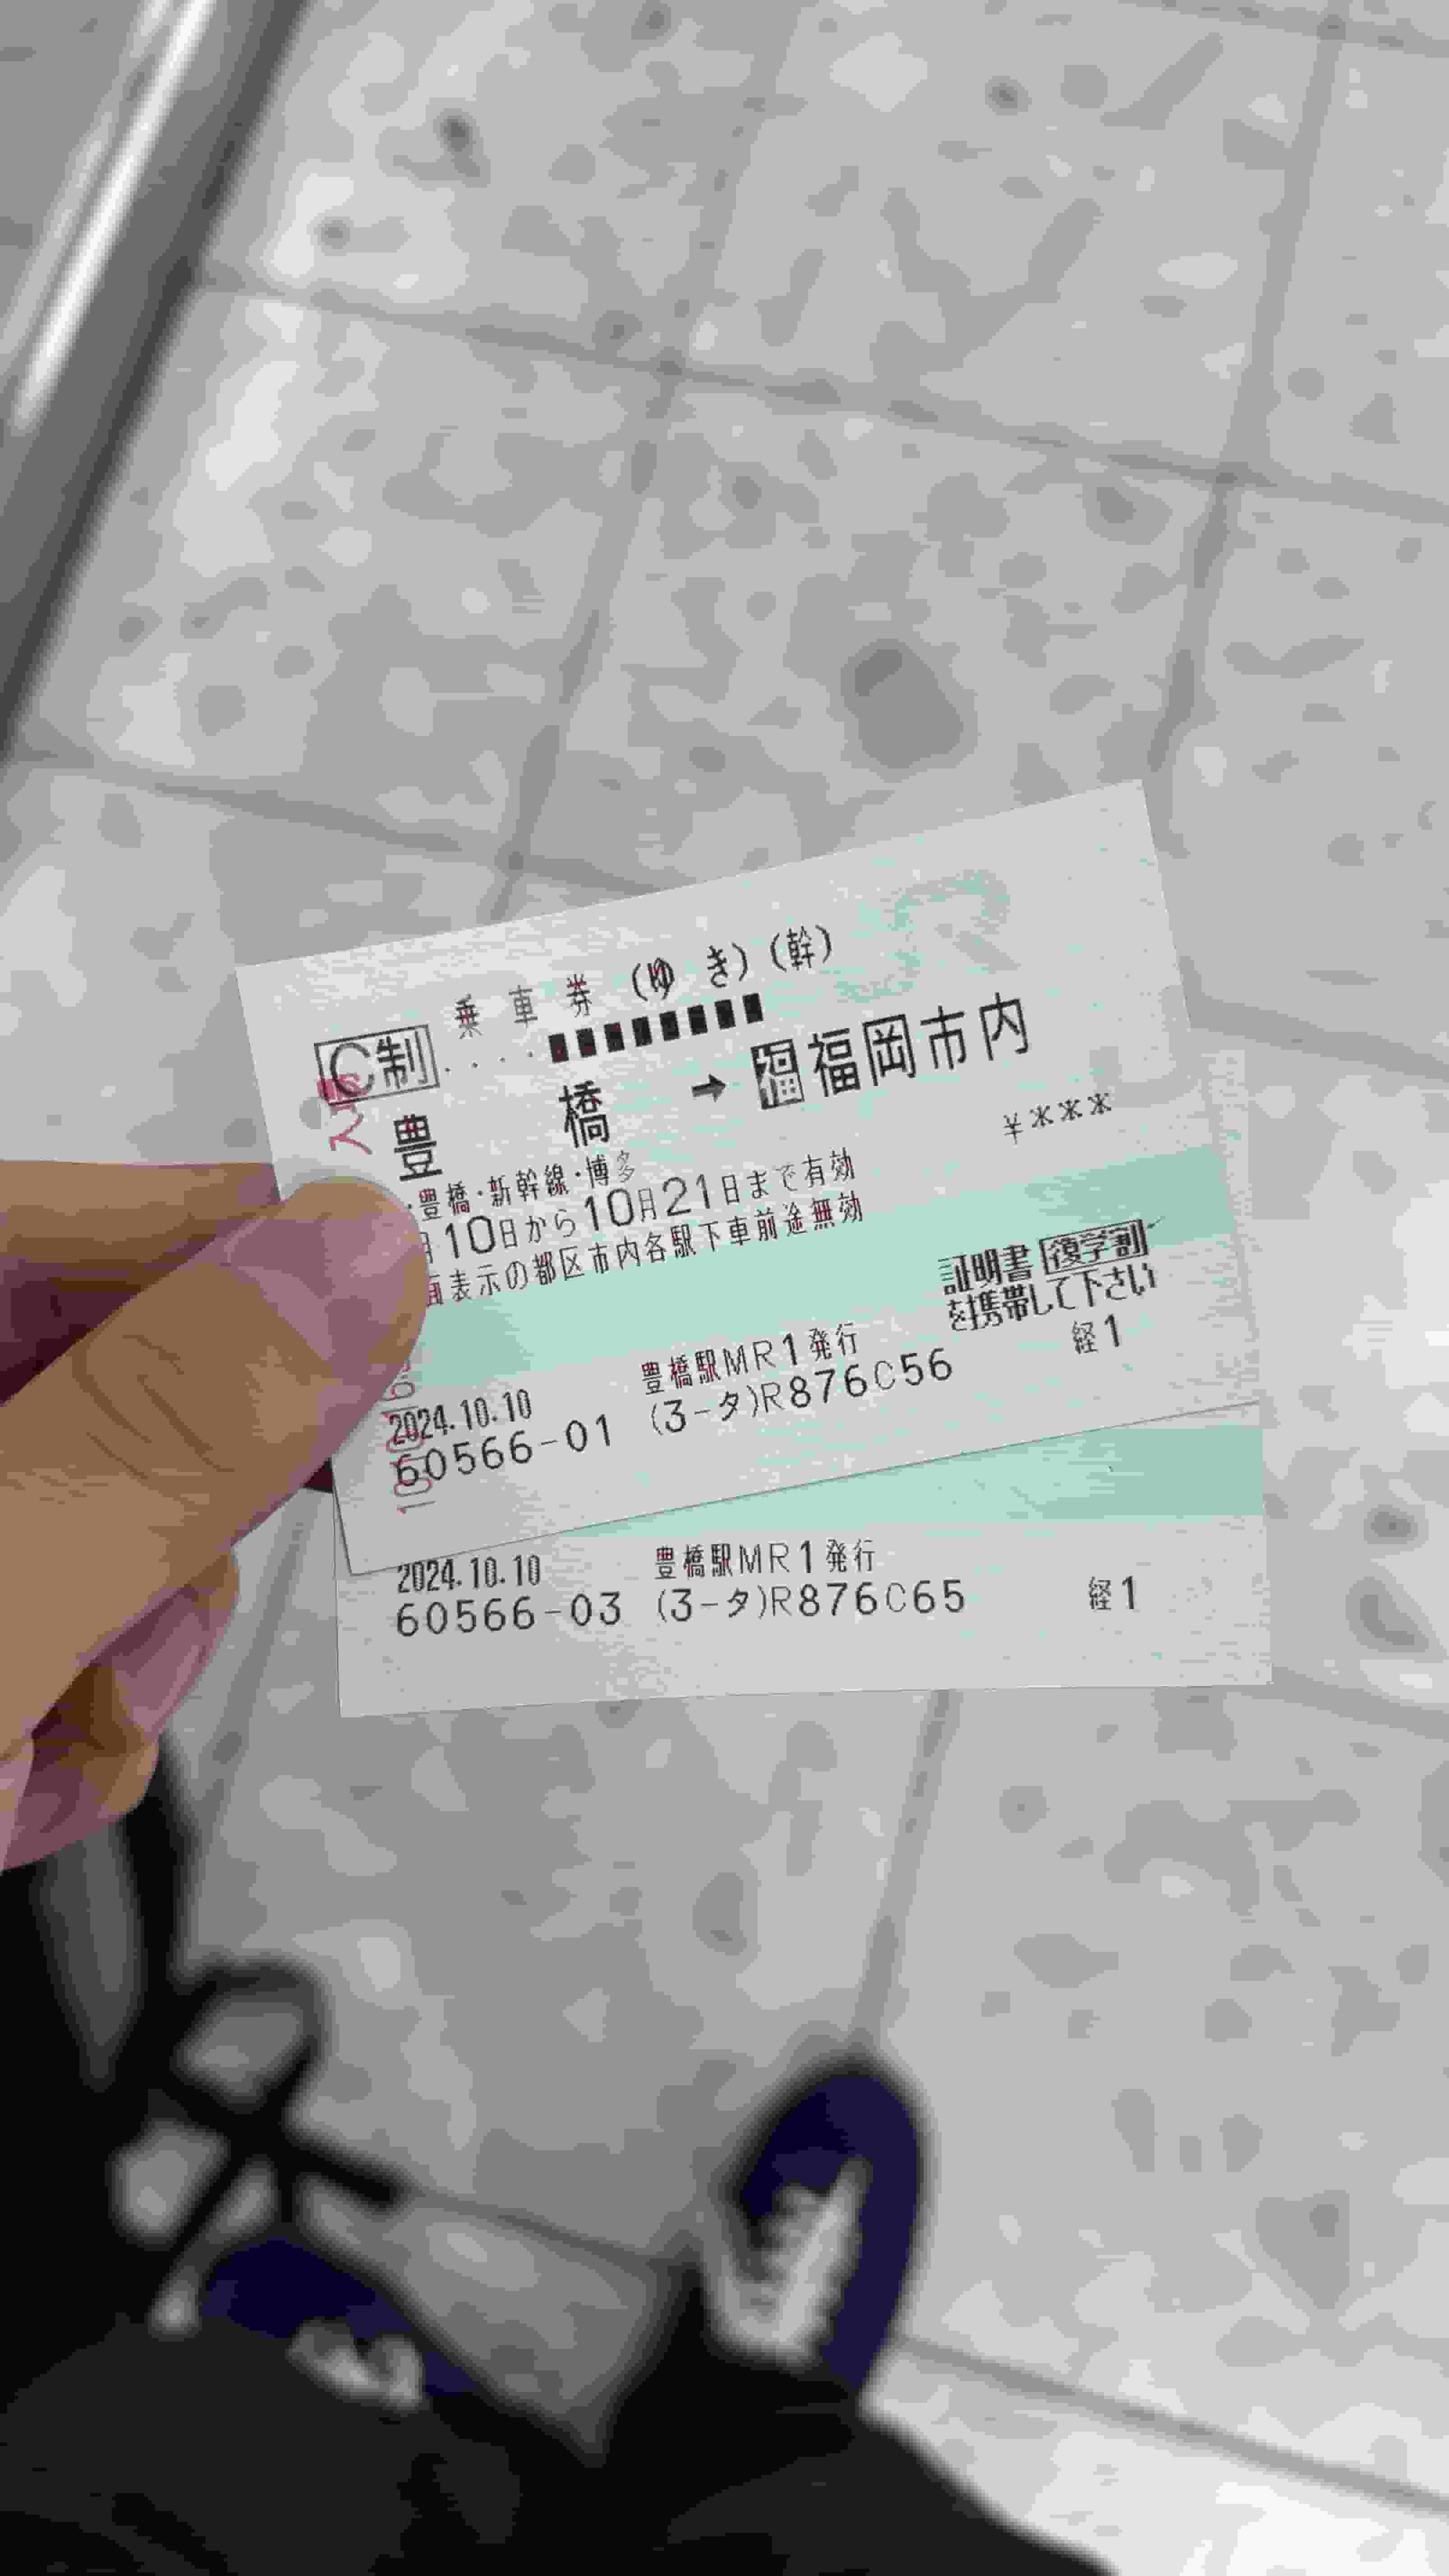 C制 乗車券 (ゆき) (幹)
豊橋 → 福 福岡市内
・豊橋・新幹線・博多
¥***
月10日から10月21日まで有効
面表示の都区市内各駅下車前途無効
証明書 復学割
を携帯して下さい
2024.10.10 豊橋駅MR1発行 経1
60566-01 (3-タ)R876C56
2024.10.10 豊橋駅MR1発行
60566-03 (3-タ)R876C65 経1